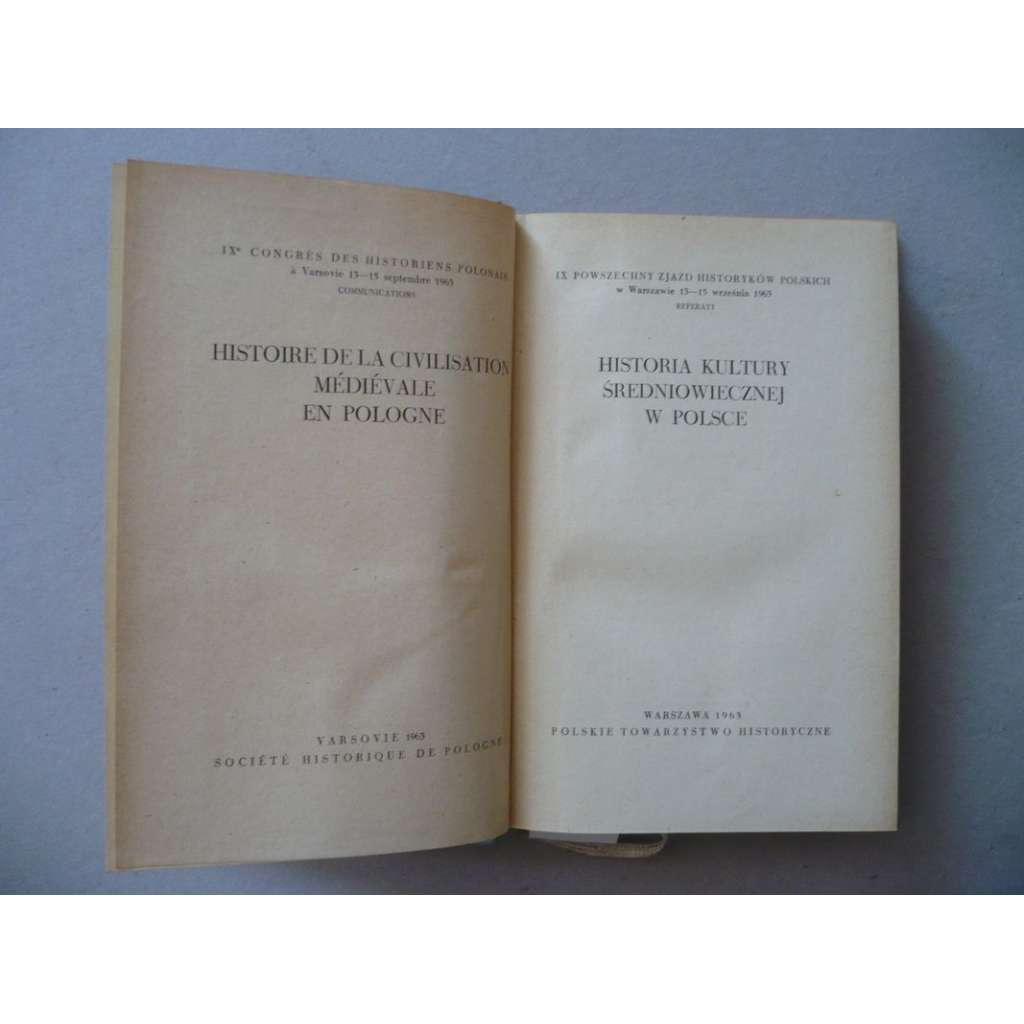 IXᵉ CONGRÈS DES HISTORIENS POLONAIS
à Varsovie 13—15 septembre 1963
COMMUNICATIONS
HISTOIRE DE LA CIVILISATION
MÉDIÉVALE
EN POLOGNE
VARSOVIE 1963
SOCIÉTÉ HISTORIQUE DE POLOGNE
IX POWSZECHNY ZJAZD HISTORYKÓW POLSKICH
w Warszawie 13—15 września 1963
REFERATY
HISTORIA KULTURY
ŚREDNIOWIECZNEJ
W POLSCE
WARSZAWA 1963
POLSKIE TOWARZYSTWO HISTORYCZNE